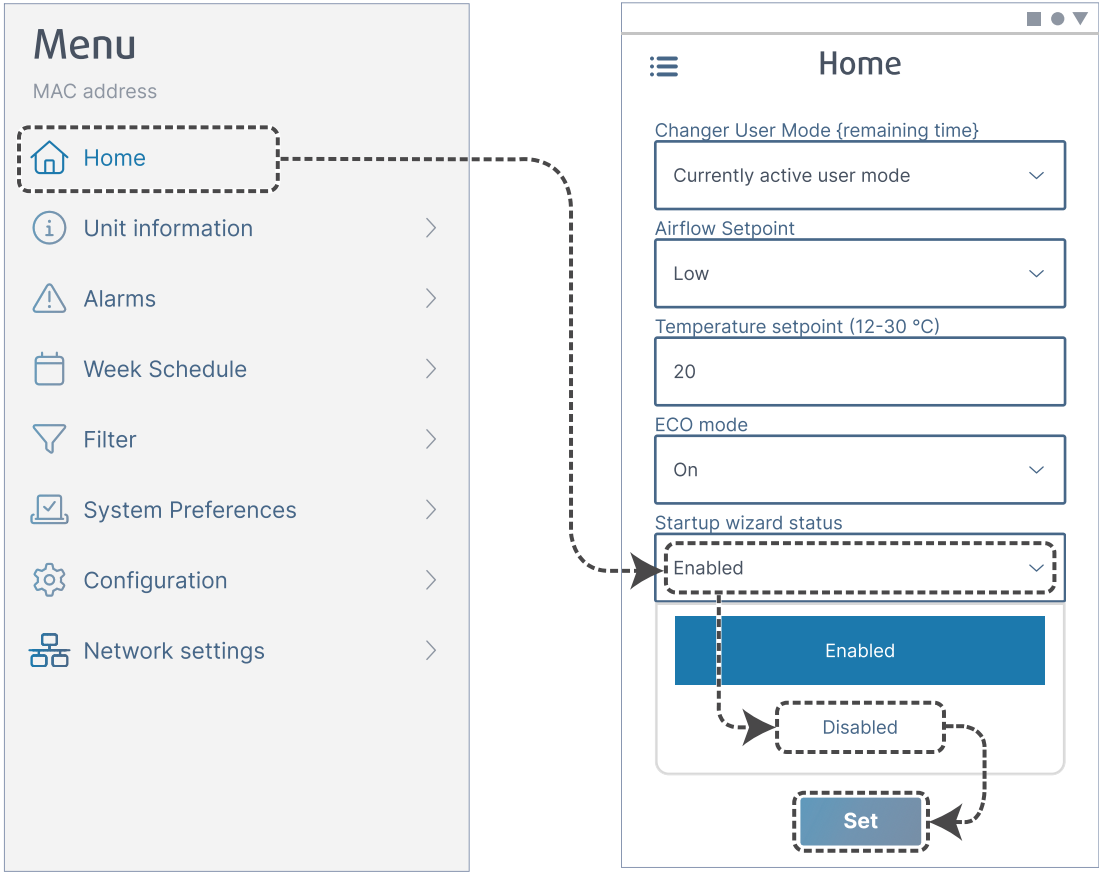 Menu
MAC address
Home
Unit information
Alarms
Week Schedule
Filter
System Preferences
Configuration
Network settings
Home
Changer User Mode {remaining time}
Currently active user mode
Airflow Setpoint
Low
Temperature setpoint (12-30 °C)
20
ECO mode
On
Startup wizard status
Enabled
Enabled
Disabled
Set